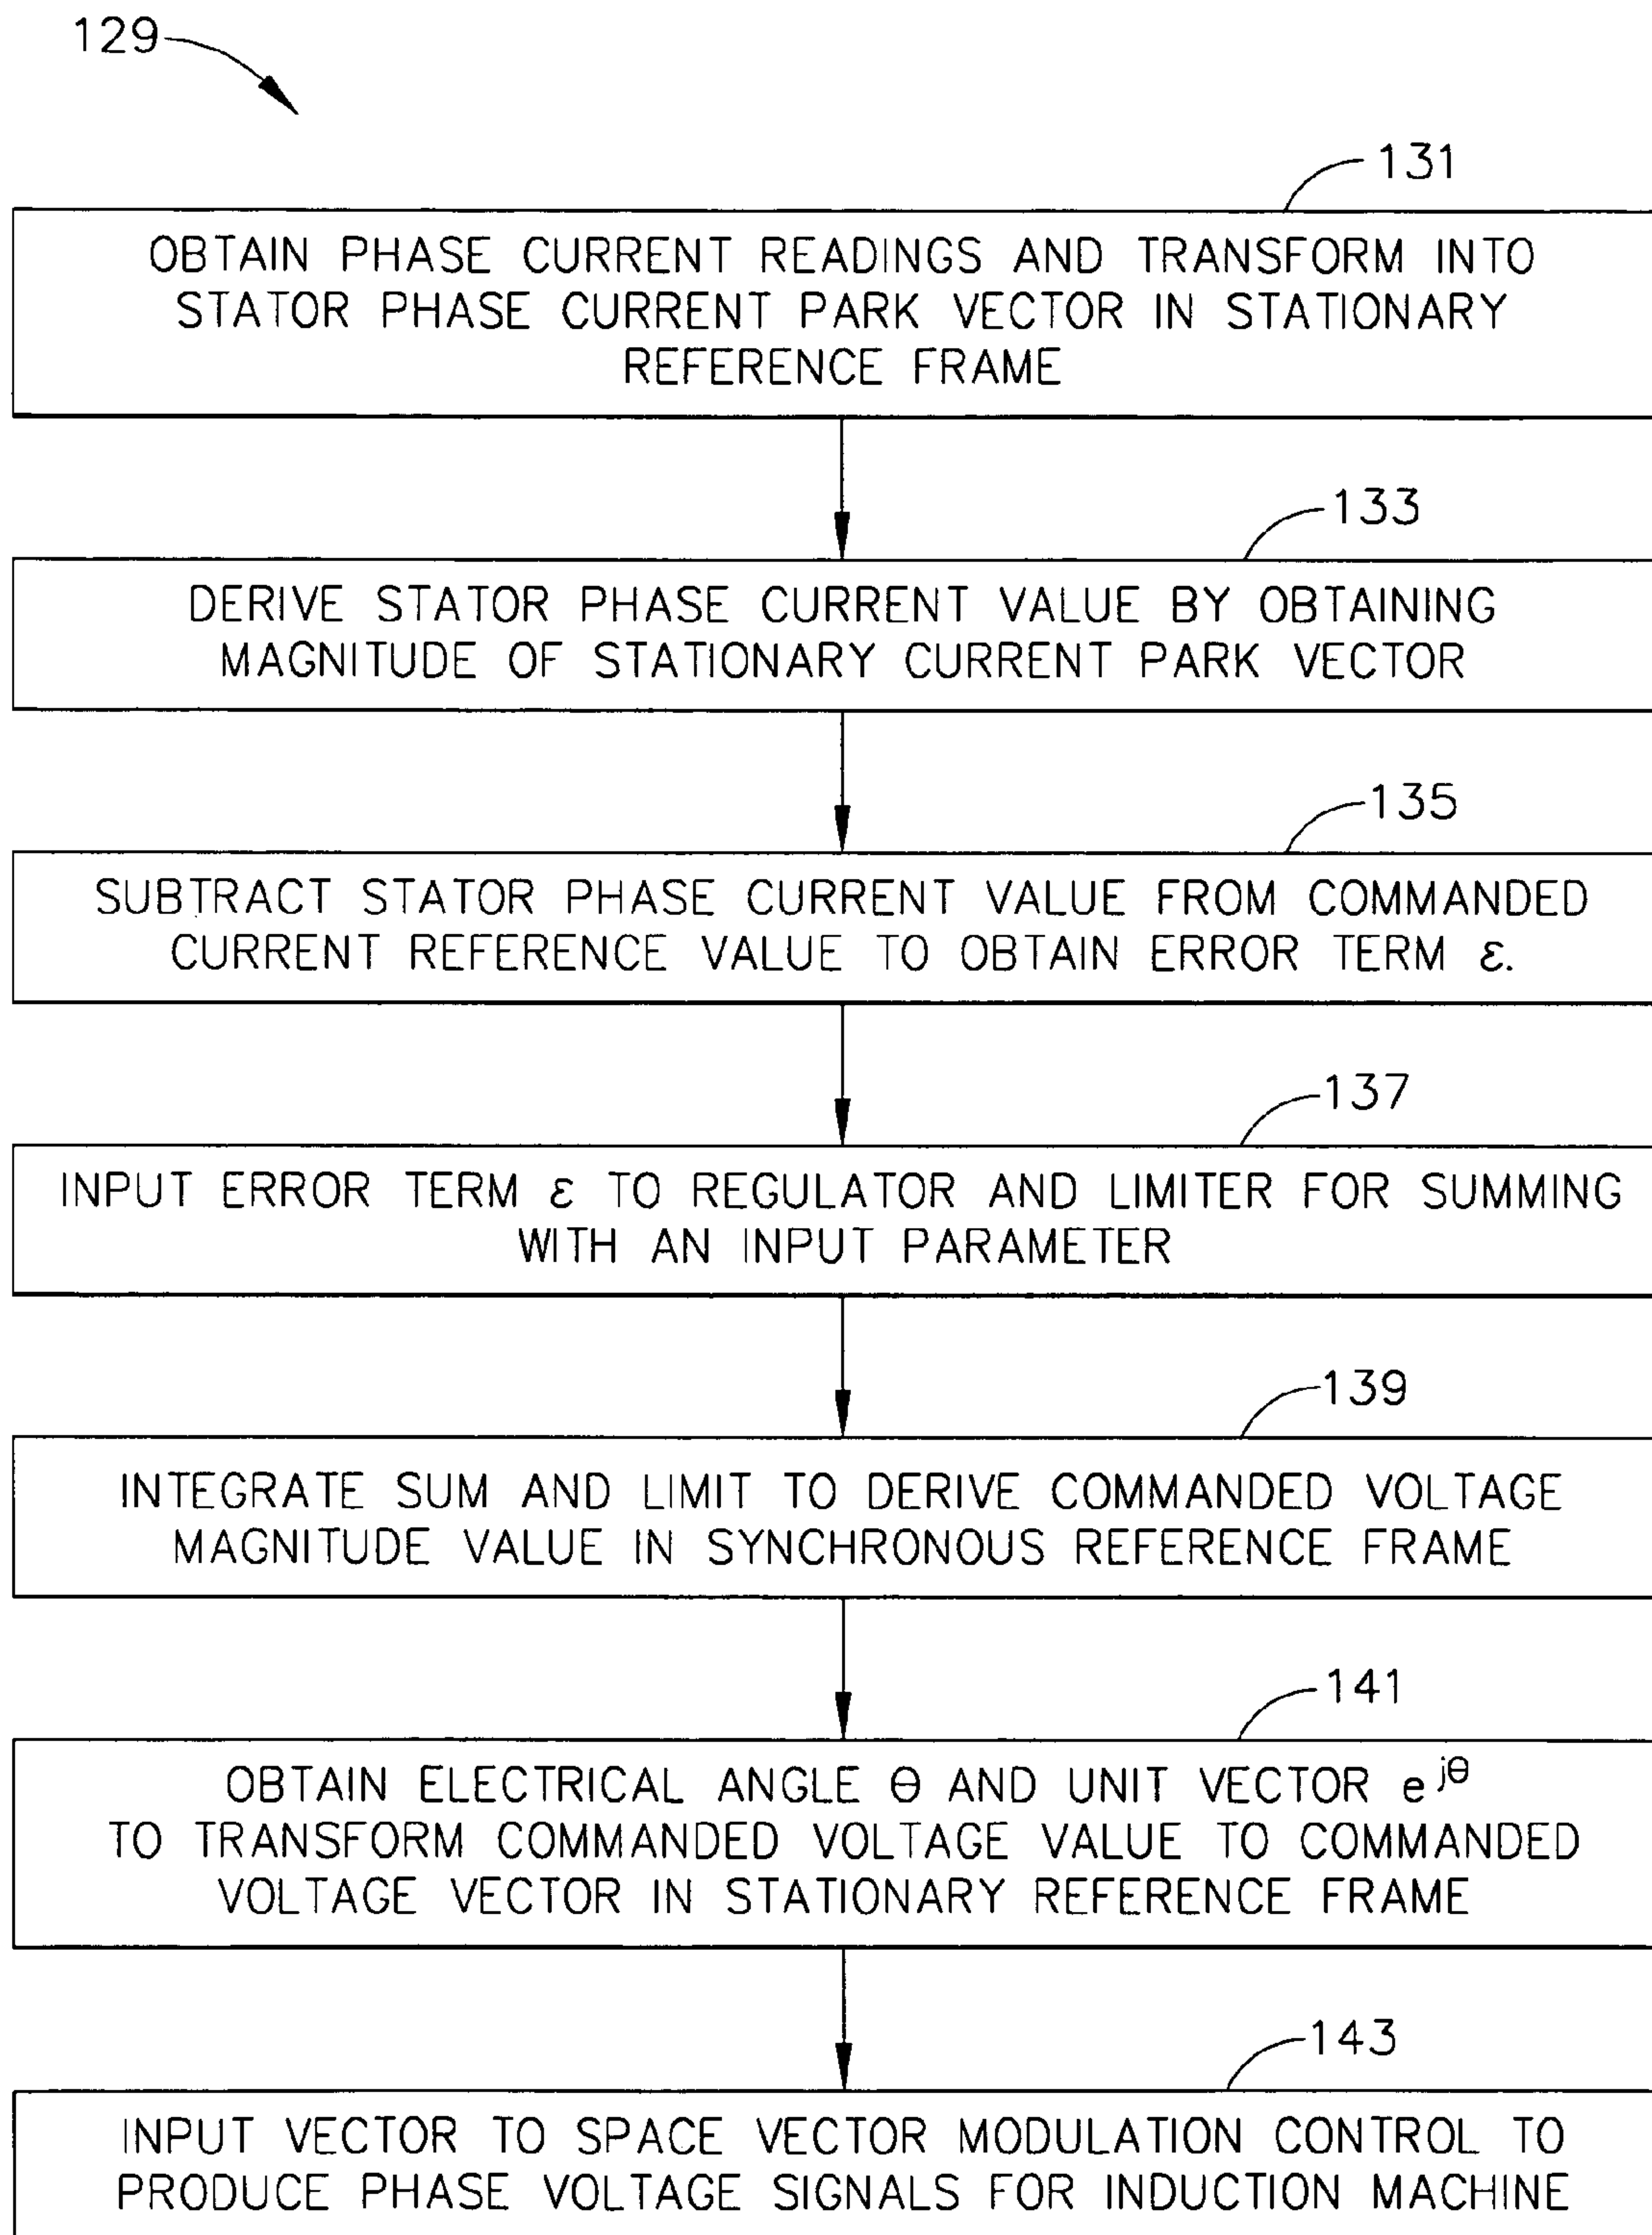 129
131
OBTAIN PHASE CURRENT READINGS AND TRANSFORM INTO
STATOR PHASE CURRENT PARK VECTOR IN STATIONARY
REFERENCE FRAME
133
DERIVE STATOR PHASE CURRENT VALUE BY OBTAINING
MAGNITUDE OF STATIONARY CURRENT PARK VECTOR
135
SUBTRACT STATOR PHASE CURRENT VALUE FROM COMMANDED
CURRENT REFERENCE VALUE TO OBTAIN ERROR TERM ε.
137
INPUT ERROR TERM ε TO REGULATOR AND LIMITER FOR SUMMING
WITH AN INPUT PARAMETER
139
INTEGRATE SUM AND LIMIT TO DERIVE COMMANDED VOLTAGE
MAGNITUDE VALUE IN SYNCHRONOUS REFERENCE FRAME
141
OBTAIN ELECTRICAL ANGLE θ AND UNIT VECTOR e^jθ
TO TRANSFORM COMMANDED VOLTAGE VALUE TO COMMANDED
VOLTAGE VECTOR IN STATIONARY REFERENCE FRAME
143
INPUT VECTOR TO SPACE VECTOR MODULATION CONTROL TO
PRODUCE PHASE VOLTAGE SIGNALS FOR INDUCTION MACHINE